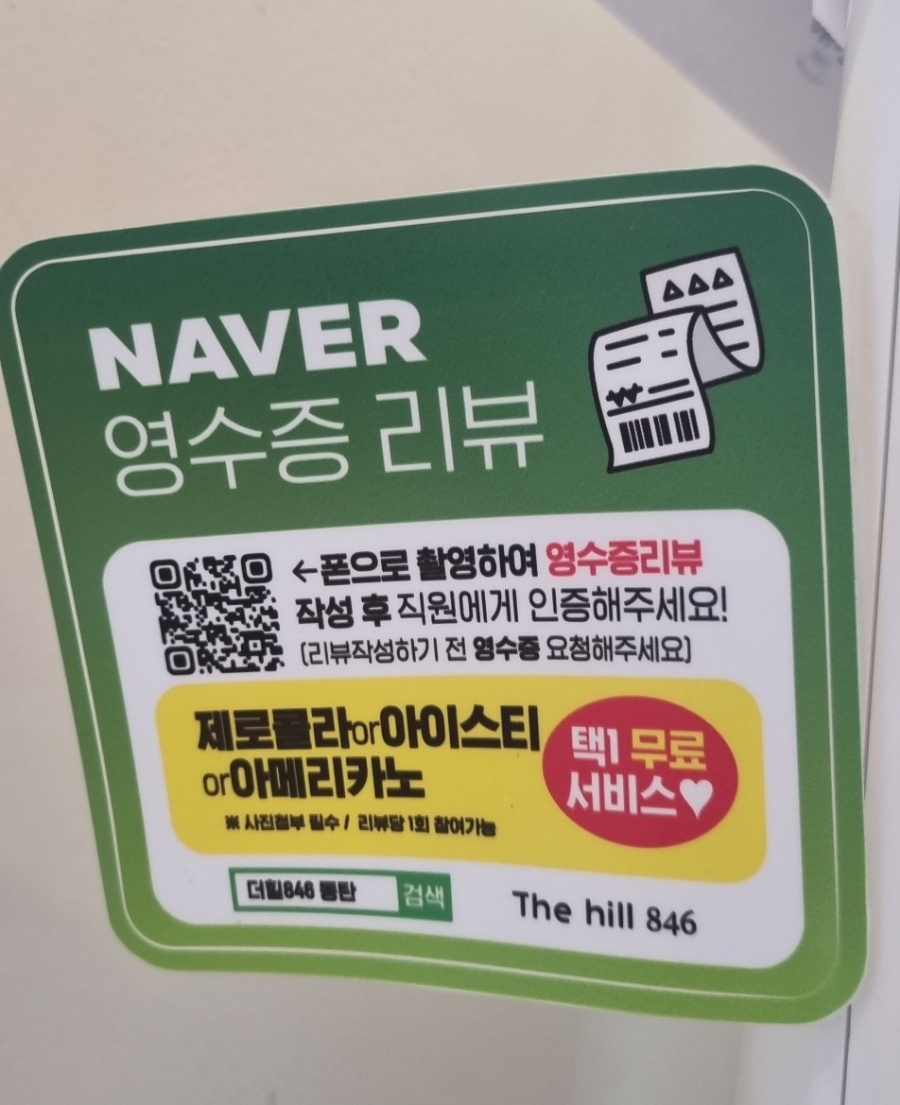 NAVER
영수증 리뷰
←폰으로 촬영하여 영수증리뷰
작성 후 직원에게 인증해주세요!
(리뷰작성하기 전 영수증 요청해주세요)
제로콜라or아이스티
or아메리카노
택1 무료
서비스♥
※ 사진첨부 필수 / 리뷰당 1회 참여가능
더힐846 동탄 검색
The hill 846